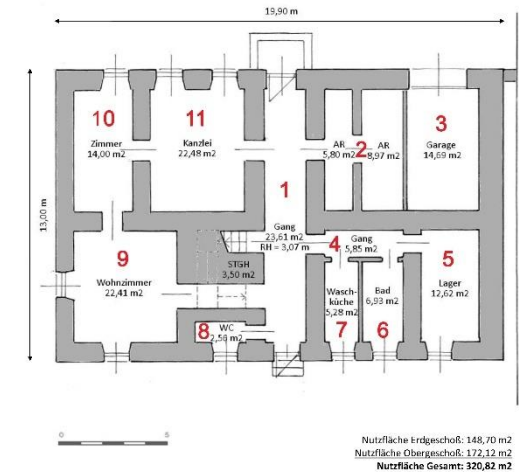 19,90 m
13,00 m
10
Zimmer
14,00 m2
11
Kanzlei
22,48 m2
1
Gang
23,61 m2
RH = 3,07 m
2
AR
5,80 m2
AR
8,97 m2
3
Garage
14,69 m2
4
Gang
5,85 m2
5
Lager
12,62 m2
9
Wohnzimmer
22,41 m2
STGH
3,50 m2
8
WC
2,56 m2
Wasch-
küche
5,28 m2
7
Bad
6,93 m2
6
0
5
Nutzfläche Erdgeschoß: 148,70 m2
Nutzfläche Obergeschoß: 172,12 m2
Nutzfläche Gesamt: 320,82 m2